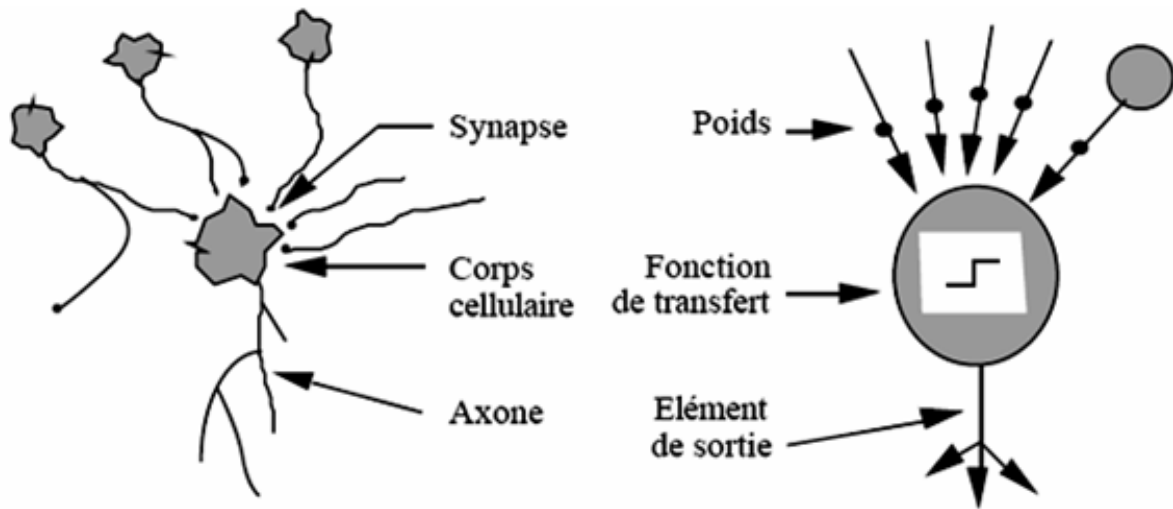 Synapse
Corps
cellulaire
Axone
Poids
Fonction
de transfert
Elément
de sortie